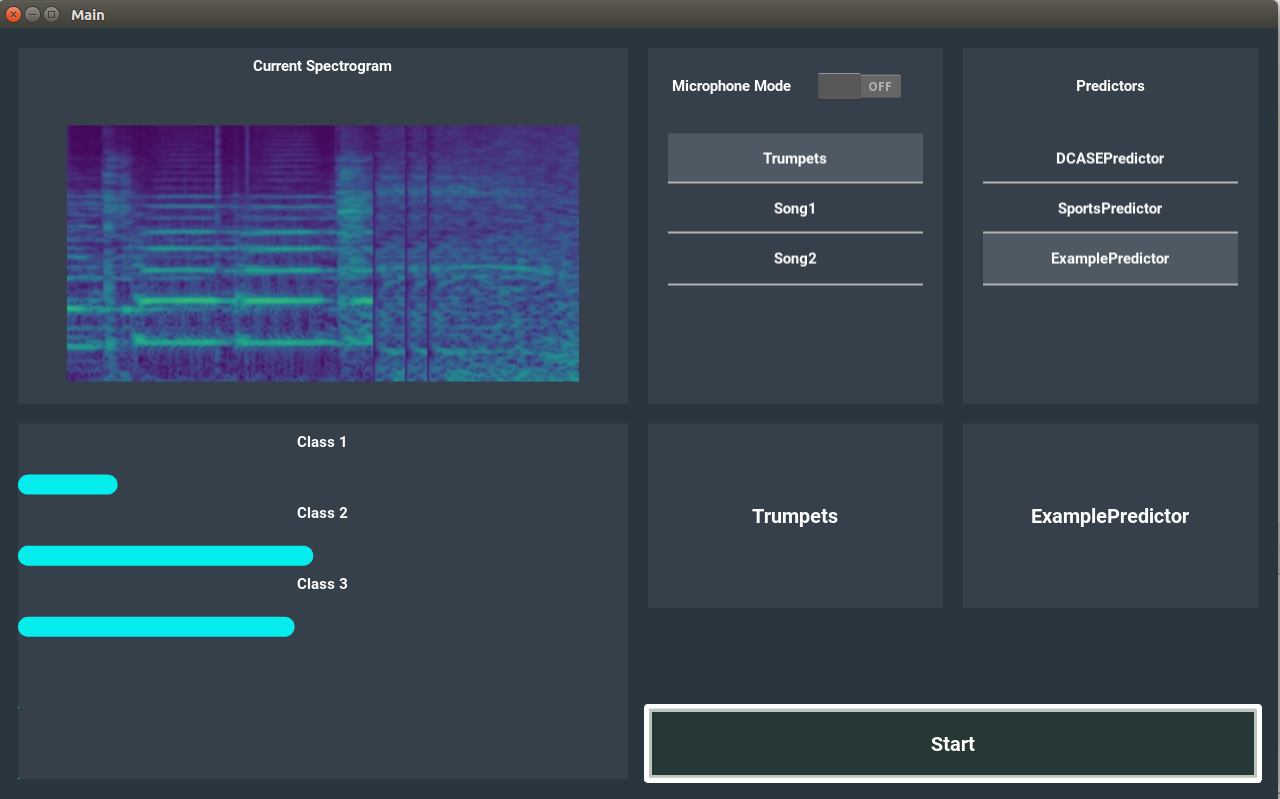 Main
Current Spectrogram
Microphone Mode OFF
Trumpets
Song1
Song2
Predictors
DCASEPredictor
SportsPredictor
ExamplePredictor
Class 1
Class 2
Class 3
Trumpets
ExamplePredictor
Start